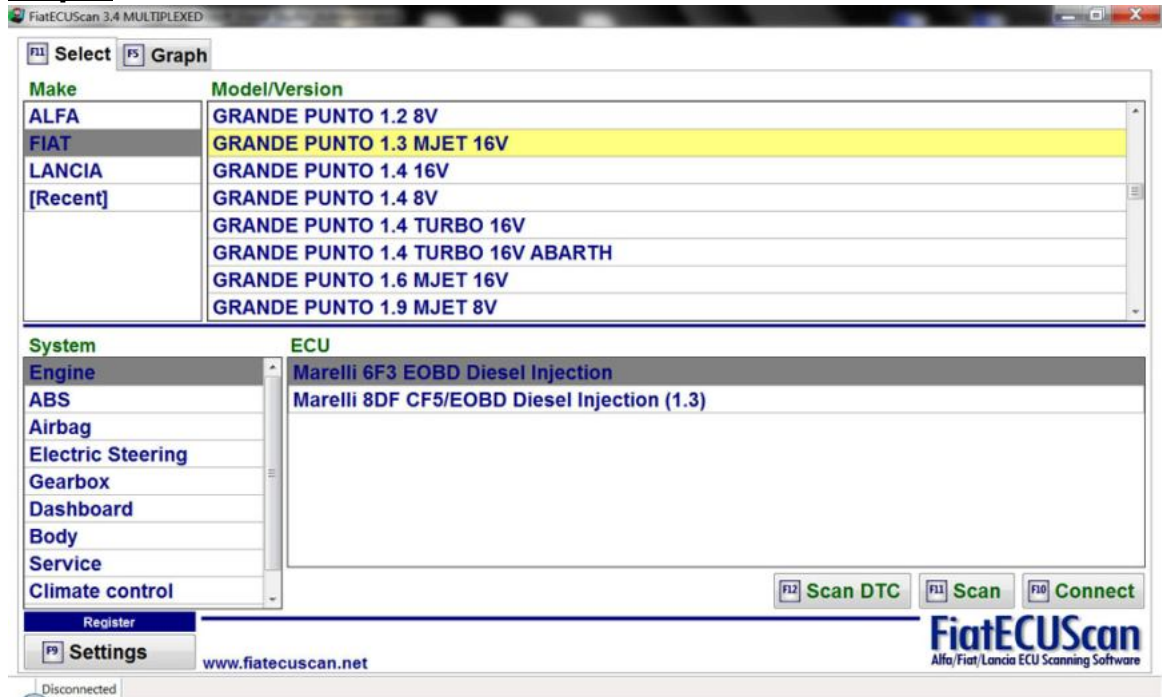 FiatECUScan 3.4 MULTIPLEXED
F11 Select F5 Graph
Make
ALFA
FIAT
LANCIA
[Recent]
Model/Version
GRANDE PUNTO 1.2 8V
GRANDE PUNTO 1.3 MJET 16V
GRANDE PUNTO 1.4 16V
GRANDE PUNTO 1.4 8V
GRANDE PUNTO 1.4 TURBO 16V
GRANDE PUNTO 1.4 TURBO 16V ABARTH
GRANDE PUNTO 1.6 MJET 16V
GRANDE PUNTO 1.9 MJET 8V
System
Engine
ABS
Airbag
Electric Steering
Gearbox
Dashboard
Body
Service
Climate control
ECU
Marelli 6F3 EOBD Diesel Injection
Marelli 8DF CF5/EOBD Diesel Injection (1.3)
F12 Scan DTC F11 Scan F10 Connect
Register
F9 Settings
www.fiatecuscan.net
FiatECUScan
Alfa/Fiat/Lancia ECU Scanning Software
Disconnected